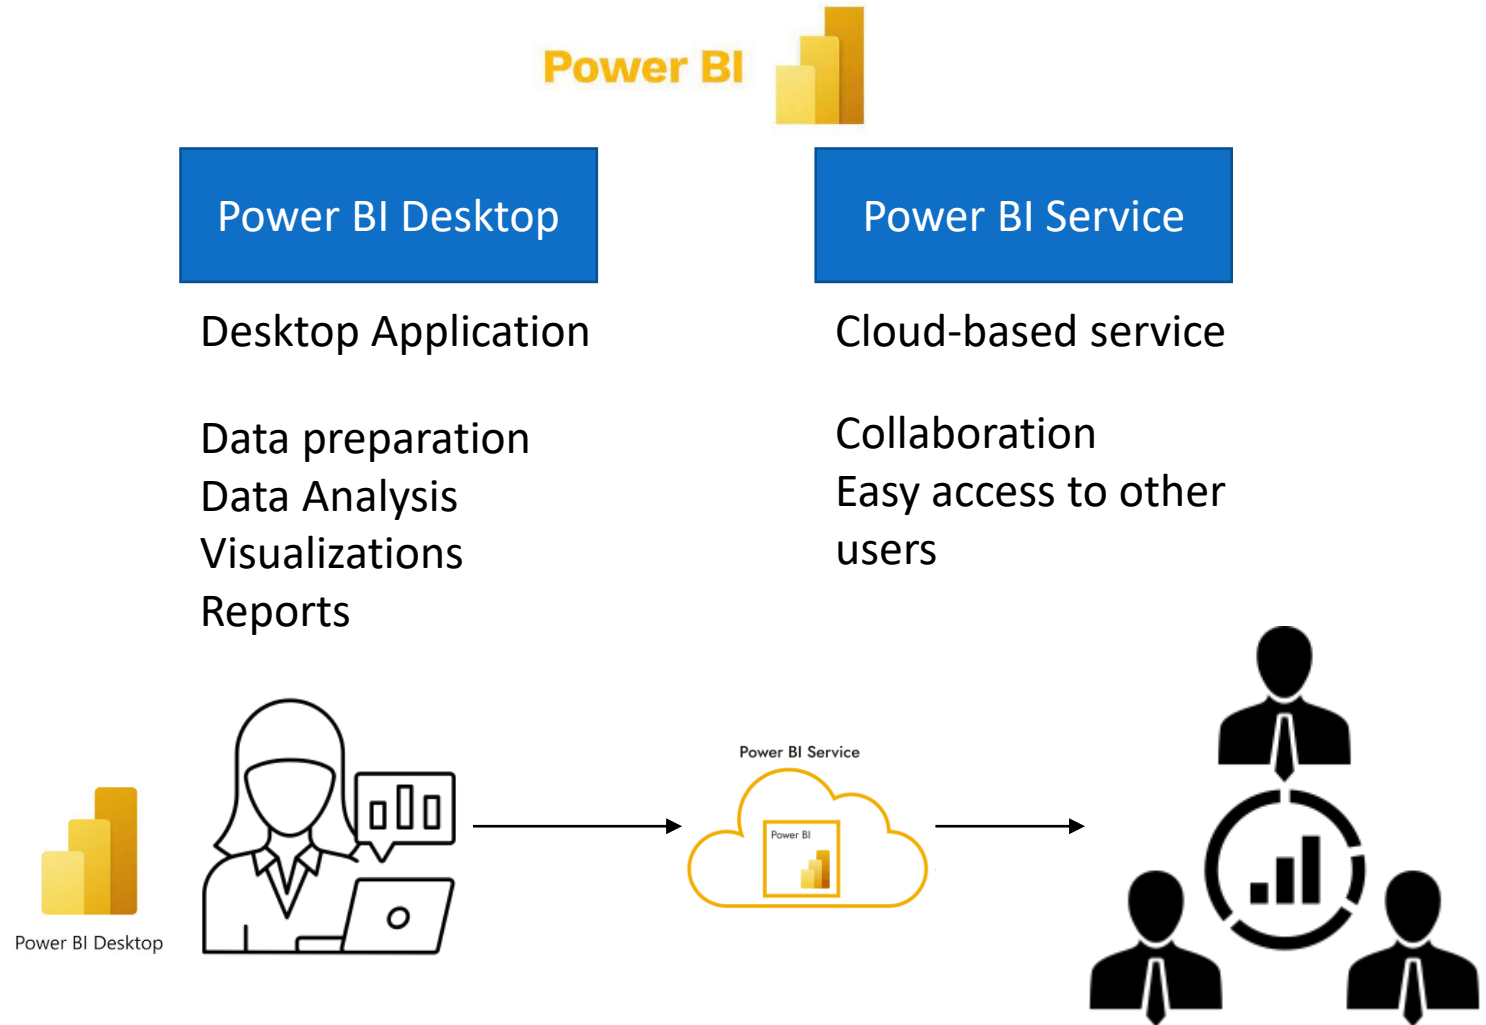 Power BI
Power BI Desktop
Desktop Application
Data preparation
Data Analysis
Visualizations
Reports
Power BI Service
Cloud-based service
Collaboration
Easy access to other
users
Power BI Desktop
Power BI Service
Power BI